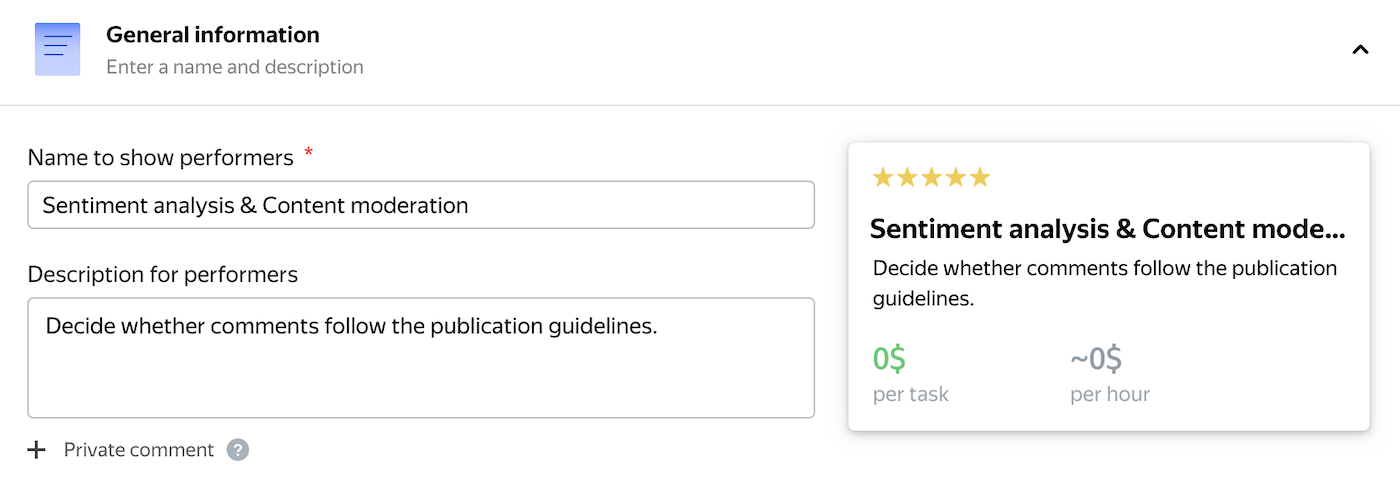 General information
Enter a name and description
Name to show performers *
Sentiment analysis & Content moderation
Description for performers
Decide whether comments follow the publication guidelines.
+ Private comment ?
Sentiment analysis & Content mode...
Decide whether comments follow the publication
guidelines.
0$ ~0$
per task per hour